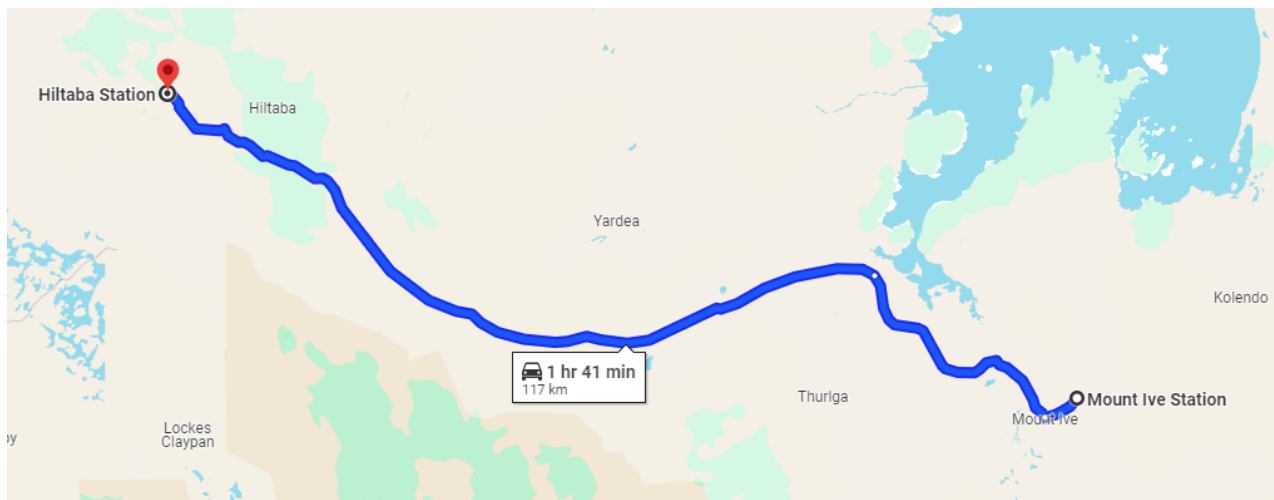 Hiltaba Station
Hiltaba
Yardea
Kolendo
1 hr 41 min
117 km
Thurlga
Mount Ive Station
Mount Ive
Lockes
Claypan
oy